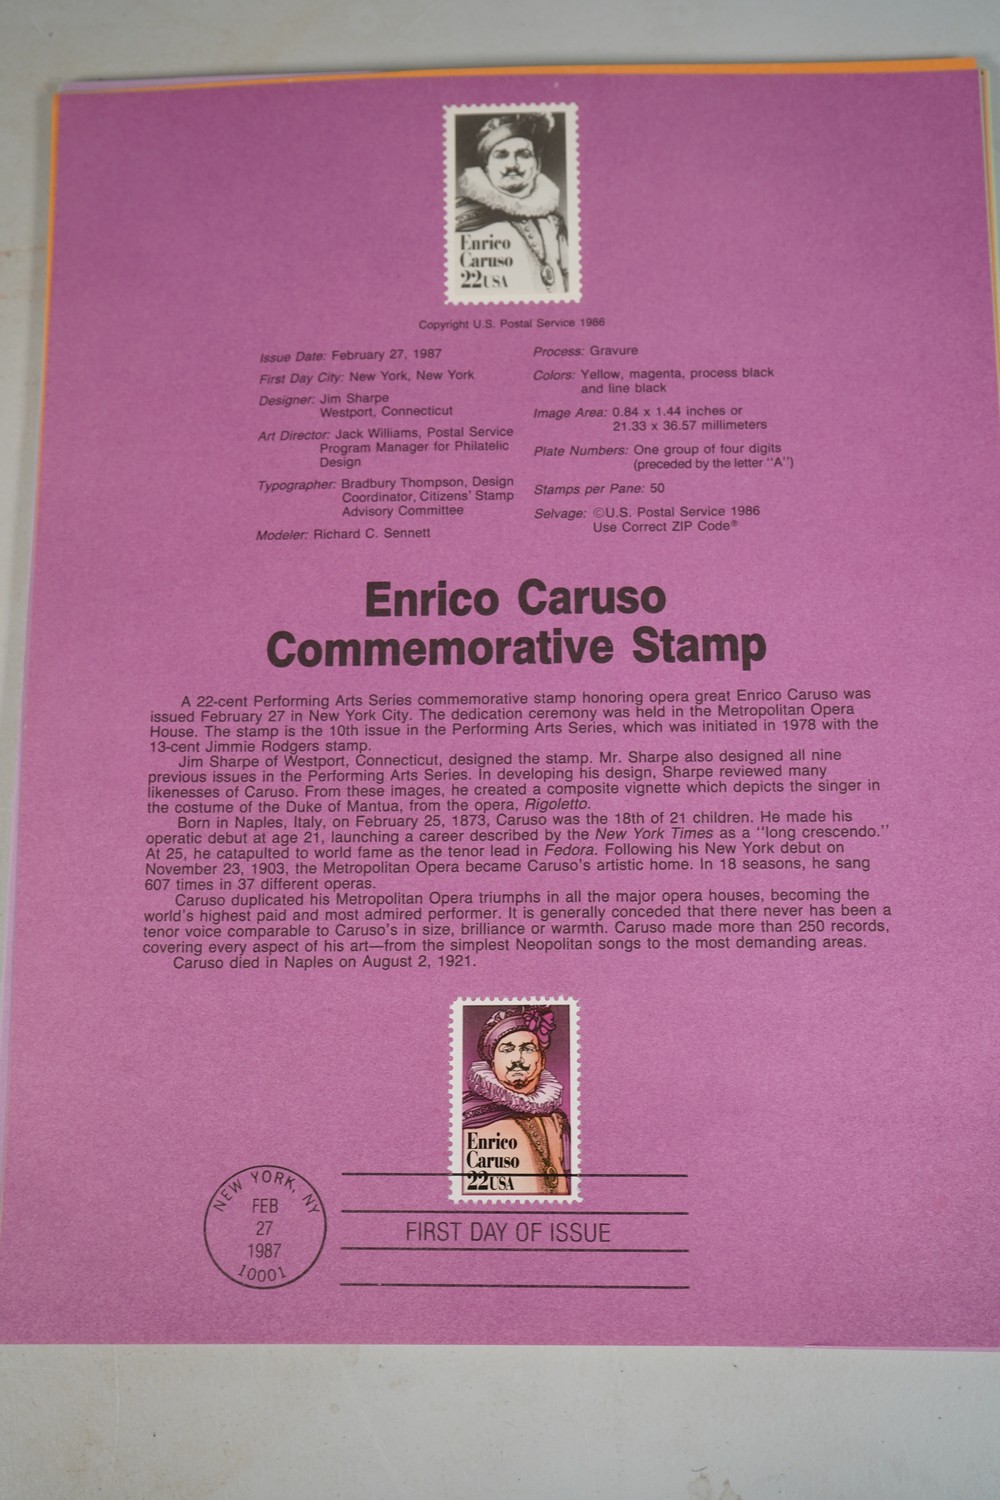 Enrico
Caruso
22USA
Copyright U.S. Postal Service 1986
Issue Date: February 27, 1987
First Day City: New York, New York
Designer: Jim Sharpe
Westport, Connecticut
Art Director: Jack Williams, Postal Service
Program Manager for Philatelic
Design
Typographer: Bradbury Thompson, Design
Coordinator, Citizens' Stamp
Advisory Committee
Modeler: Richard C. Sennett
Process: Gravure
Colors: Yellow, magenta, process black
and line black
Image Area: 0.84 x 1.44 inches or
21.33 x 36.57 millimeters
Plate Numbers: One group of four digits
(preceded by the letter "A")
Stamps per Pane: 50
Selvage: ©U.S. Postal Service 1986
Use Correct ZIP Code®
Enrico Caruso
Commemorative Stamp
A 22-cent Performing Arts Series commemorative stamp honoring opera great Enrico Caruso was
issued February 27 in New York City. The dedication ceremony was held in the Metropolitan Opera
House. The stamp is the 10th issue in the Performing Arts Series, which was initiated in 1978 with the
13-cent Jimmie Rodgers stamp.
Jim Sharpe of Westport, Connecticut, designed the stamp. Mr. Sharpe also designed all nine
previous issues in the Performing Arts Series. In developing his design, Sharpe reviewed many
likenesses of Caruso. From these images, he created a composite vignette which depicts the singer in
the costume of the Duke of Mantua, from the opera, Rigoletto.
Born in Naples, Italy, on February 25, 1873, Caruso was the 18th of 21 children. He made his
operatic debut at age 21, launching a career described by the New York Times as a "long crescendo."
At 25, he catapulted to world fame as the tenor lead in Fedora. Following his New York debut on
November 23, 1903, the Metropolitan Opera became Caruso's artistic home. In 18 seasons, he sang
607 times in 37 different operas.
Caruso duplicated his Metropolitan Opera triumphs in all the major opera houses, becoming the
world's highest paid and most admired performer. It is generally conceded that there never has been a
tenor voice comparable to Caruso's in size, brilliance or warmth. Caruso made more than 250 records,
covering every aspect of his art—from the simplest Neopolitan songs to the most demanding areas.
Caruso died in Naples on August 2, 1921.
Enrico
Caruso
22USA
NEW YORK, NY
FEB
27
1987
10001
FIRST DAY OF ISSUE